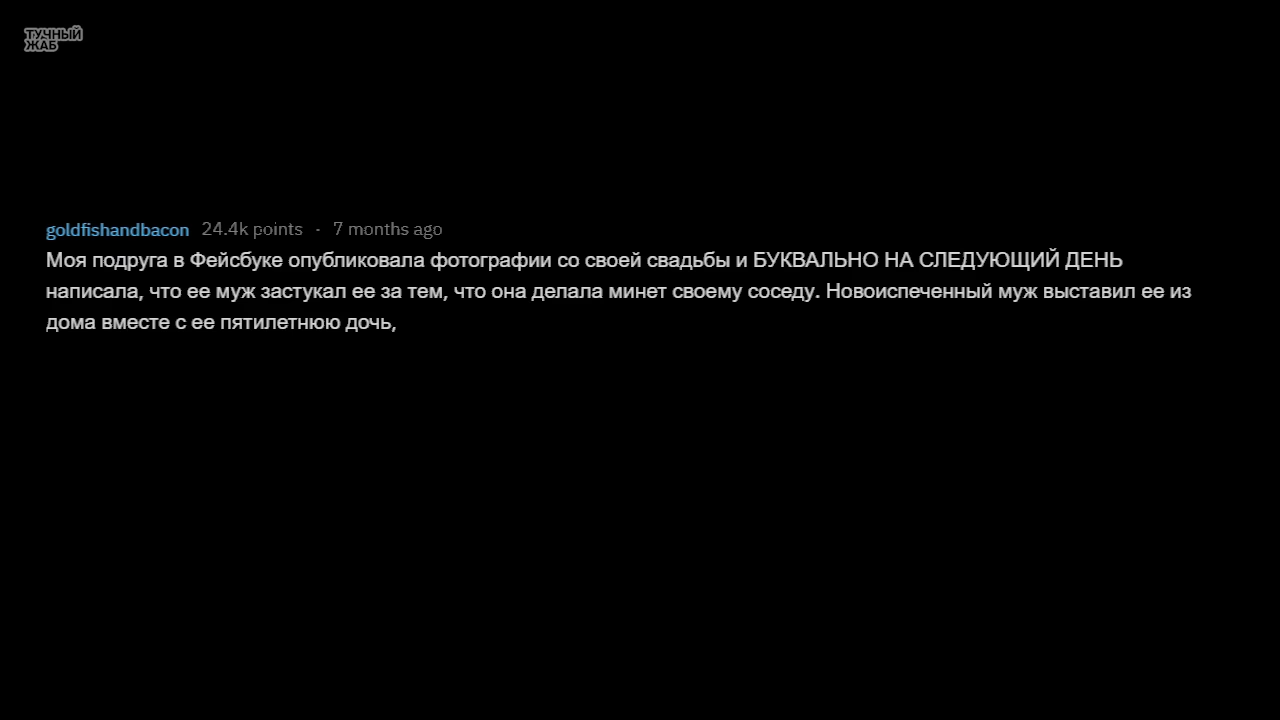 ТУЧНЫЙ
ЖАБ
goldfishandbacon 24.4k points · 7 months ago
Моя подруга в Фейсбуке опубликовала фотографии со своей свадьбы и БУКВАЛЬНО НА СЛЕДУЮЩИЙ ДЕНЬ
написала, что ее муж застукал ее за тем, что она делала минет своему соседу. Новоиспеченный муж выставил ее из
дома вместе с ее пятилетнюю дочь,